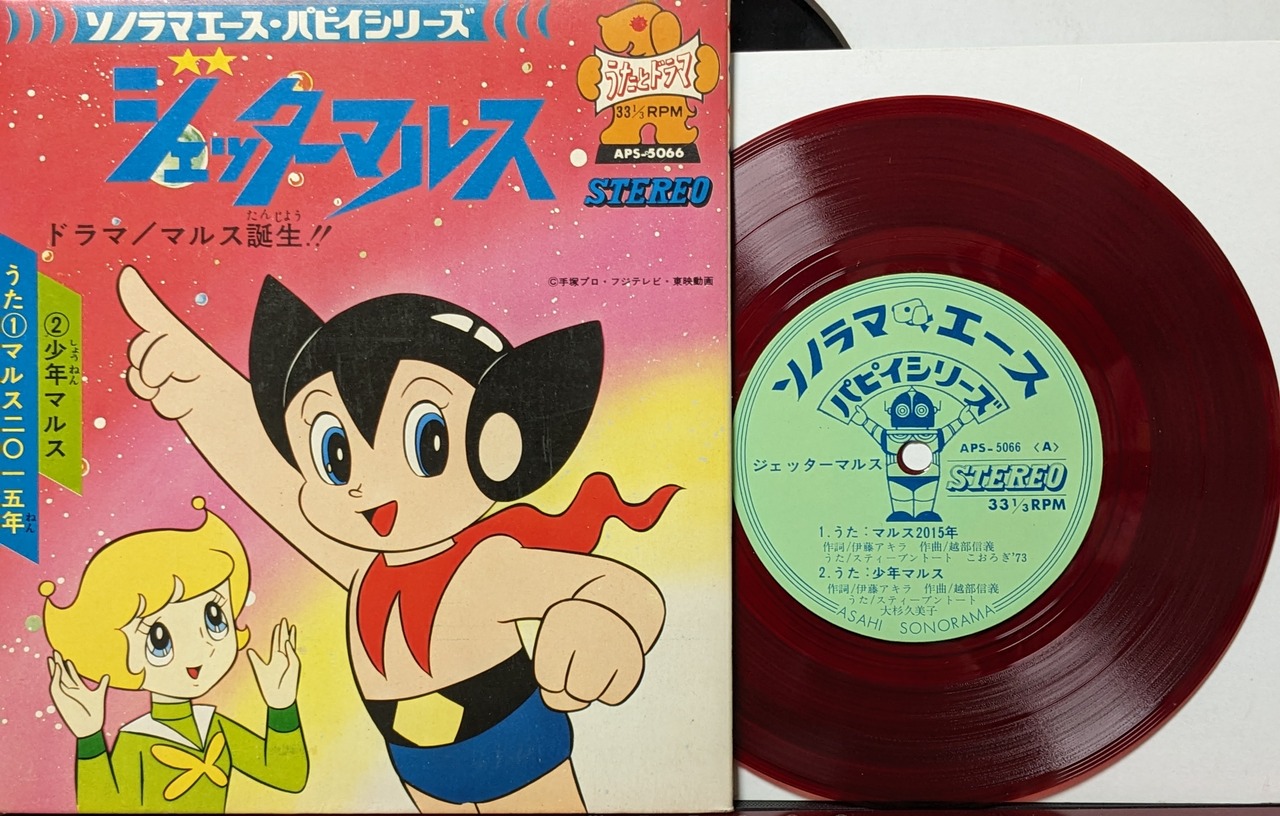 ソノラマエース・パピイシリーズ
うたとドラマ
33⅓RPM
APS-5066
STEREO
ジェッターマルス
たんじょう
ドラマ/マルス誕生!!
©手塚プロ・フジテレビ・東映動画
うた①マルス二〇一五年
ねん
②少年マルス
しょうねん
ソノラマエース
パピイシリーズ
APS-5066 〈A〉
ジェッターマルス
STEREO
33⅓RPM
1.うた:マルス2015年
作詞/伊藤アキラ 作曲/越部信義
うた/スティーブントート こおろぎ'73
2.うた:少年マルス
作詞/伊藤アキラ 作曲/越部信義
うた/スティーブントート
大杉久美子
ASAHI SONORAMA